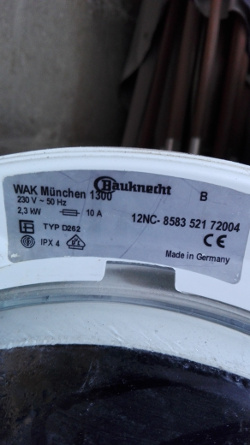 WAK München 1300 Bauknecht B
230 V ~ 50 Hz
2,3 kW 10 A 12NC- 8583 521 72004
TYP D262 CE
IPX 4 Made in Germany